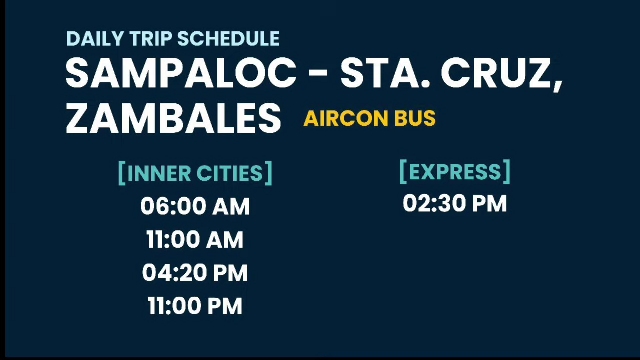 DAILY TRIP SCHEDULE
SAMPALOC - STA. CRUZ,
ZAMBALES AIRCON BUS
[INNER CITIES]
06:00 AM
11:00 AM
04:20 PM
11:00 PM
[EXPRESS]
02:30 PM